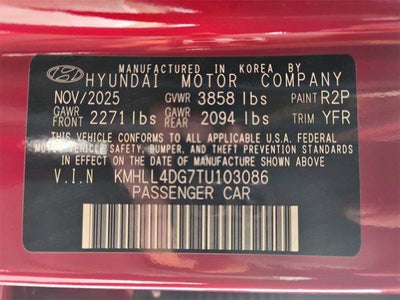 MANUFACTURED IN KOREA BY
HYUNDAI MOTOR COMPANY
NOV/2025 GVWR 3858 lbs PAINT R2P
GAWR FRONT 2271 lbs GAWR REAR 2094 lbs TRIM YFR
THIS VEHICLE CONFORMS TO ALL APPLICABLE U.S.A. FEDERAL
MOTOR VEHICLE SAFETY, BUMPER, AND THEFT PREVENTION STANDARDS
IN EFFECT ON THE DATE OF MANUFACTURE SHOWN ABOVE.
V.I.N KMHLL4DG7TU103086
PASSENGER CAR